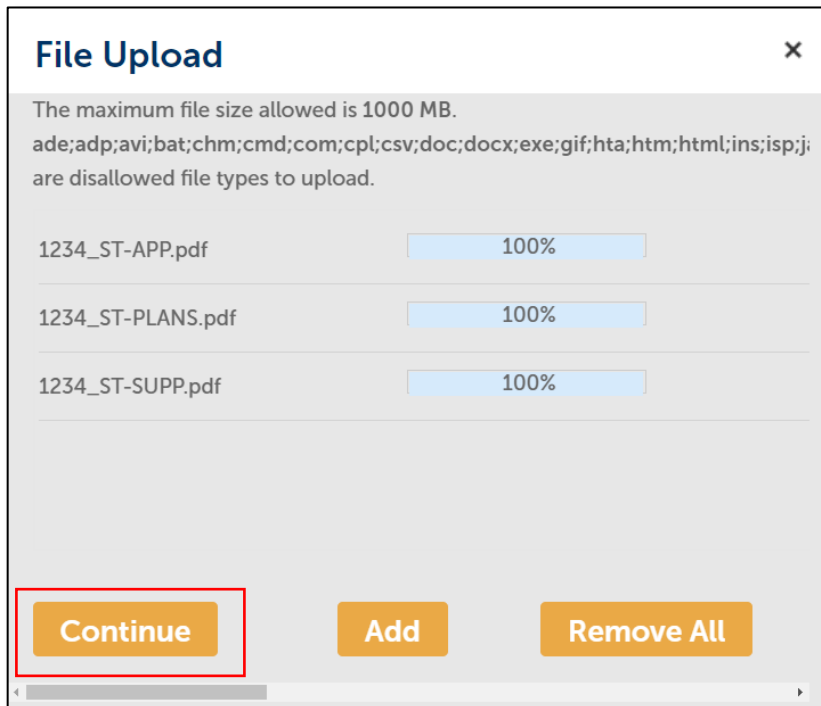 File Upload ×
The maximum file size allowed is 1000 MB.
ade;adp;avi;bat;chm;cmd;com;cpl;csv;doc;docx;exe;gif;hta;htm;html;ins;isp;
are disallowed file types to upload.
1234_ST-APP.pdf 100%
1234_ST-PLANS.pdf 100%
1234_ST-SUPP.pdf 100%
Continue Add Remove All